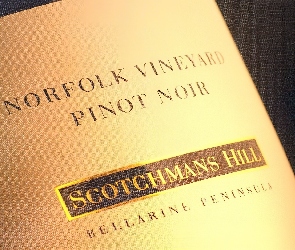 NORFOLK VINEYARD
PINOT NOIR
SCOTCHMANS HILL
BELLARINE PENINSULA